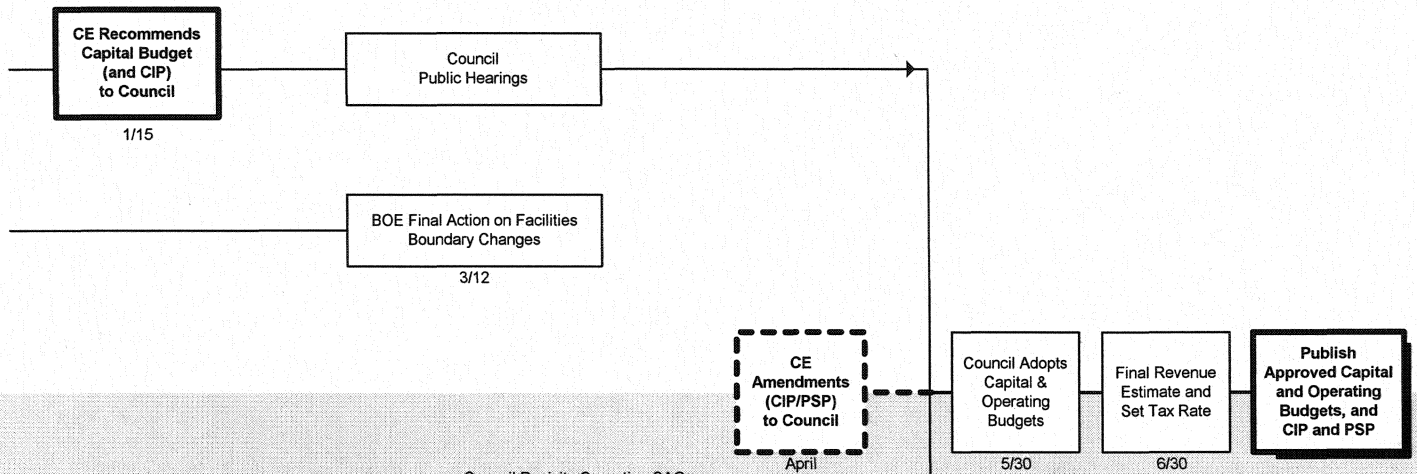 CE Recommends
Capital Budget
(and CIP)
to Council
1/15
Council
Public Hearings
BOE Final Action on Facilities
Boundary Changes
3/12
CE
Amendments
(CIP/PSP)
to Council
April
Council Adopts
Capital &
Operating
Budgets
5/30
Final Revenue
Estimate and
Set Tax Rate
6/30
Publish
Approved Capital
and Operating
Budgets, and
CIP and PSP